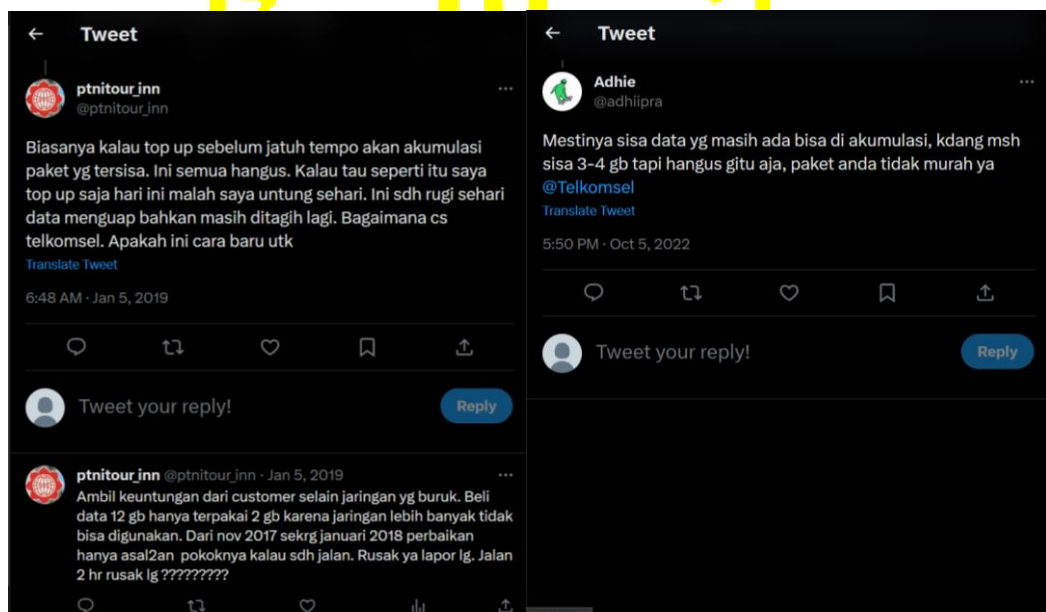 Tweet
ptnitour_inn
@ptnitour_inn
Biasanya kalau top up sebelum jatuh tempo akan akumulasi
paket yg tersisa. Ini semua hangus. Kalau tau seperti itu saya
top up saja hari ini malah saya untung sehari. Ini sdh rugi sehari
data menguap bahkan masih ditagih lagi. Bagaimana cs
telkomsel. Apakah ini cara baru utk
Translate Tweet
6:48 AM · Jan 5, 2019
Tweet your reply!
Reply
ptnitour_inn @ptnitour_inn · Jan 5, 2019
Ambil keuntungan dari customer selain jaringan yg buruk. Beli
data 12 gb hanya terpakai 2 gb karena jaringan lebih banyak tidak
bisa digunakan. Dari nov 2017 sekrg januari 2018 perbaikan
hanya asal2an pokoknya kalau sdh jalan. Rusak ya lapor lg. Jalan
2 hr rusak lg ?????????
Tweet
Adhie
@adhiipra
Mestinya sisa data yg masih ada bisa di akumulasi, kdang msh
sisa 3-4 gb tapi hangus gitu aja, paket anda tidak murah ya
@Telkomsel
Translate Tweet
5:50 PM · Oct 5, 2022
Tweet your reply!
Reply